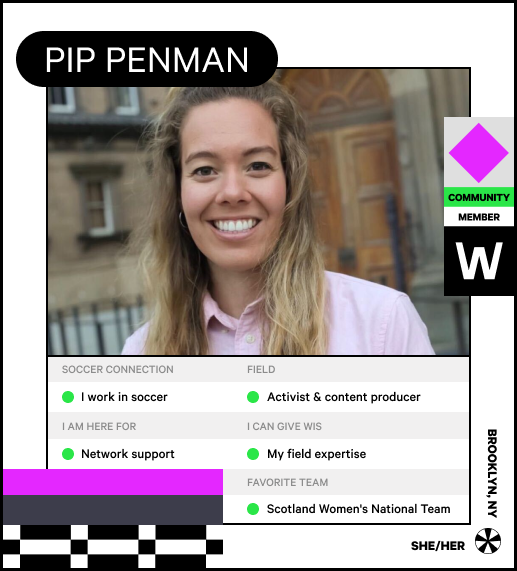 PIP PENMAN
COMMUNITY
MEMBER
W
SOCCER CONNECTION
I work in soccer
FIELD
Activist & content producer
I AM HERE FOR
Network support
I CAN GIVE WIS
My field expertise
FAVORITE TEAM
Scotland Women's National Team
BROOKLYN, NY
SHE/HER